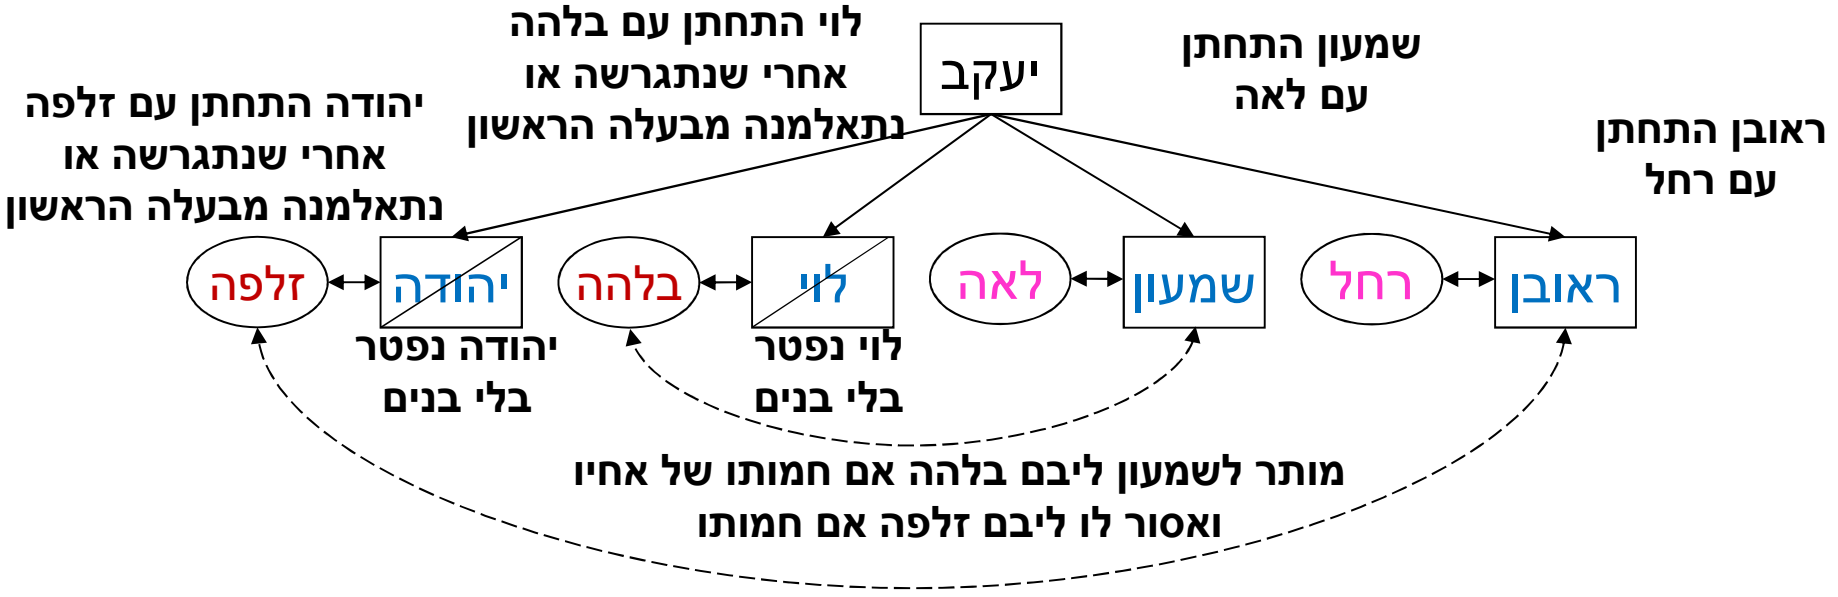 לוי התחתן עם בלהה
אחרי שנתגרשה או
נתאלמנה מבעלה הראשון
יעקב
שמעון התחתן
עם לאה
ראובן התחתן
עם רחל
יהודה התחתן עם זלפה
אחרי שנתגרשה או
נתאלמנה מבעלה הראשון
ראובן
רחל
שמעון
לאה
לוי
בלהה
יהודה
זלפה
לוי נפטר
בלי בנים
יהודה נפטר
בלי בנים
מותר לשמעון ליבם בלהה אם חמותו של אחיו
ואסור לו ליבם זלפה אם חמותו